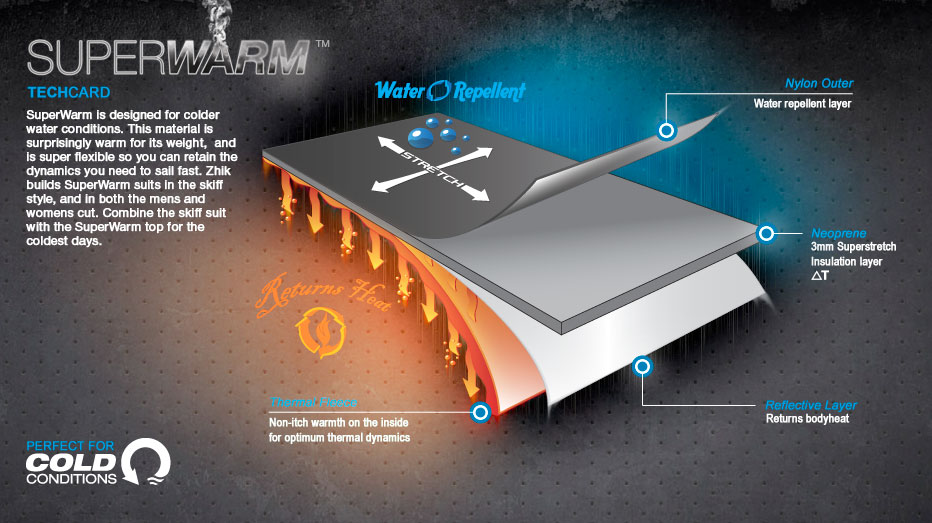 SUPERWARM™
TECHCARD
SuperWarm is designed for colder
water conditions. This material is
surprisingly warm for its weight, and
is super flexible so you can retain the
dynamics you need to sail fast. Zhik
builds SuperWarm suits in the skiff
style, and in both the mens and
womens cut. Combine the skiff suit
with the SuperWarm top for the
coldest days.
Water Repellent
STRETCH
Nylon Outer
Water repellent layer
Neoprene
3mm Superstretch
Insulation layer
△T
Returns Heat
Thermal Fleece
Non-itch warmth on the inside
for optimum thermal dynamics
Reflective Layer
Returns bodyheat
PERFECT FOR
COLD
CONDITIONS